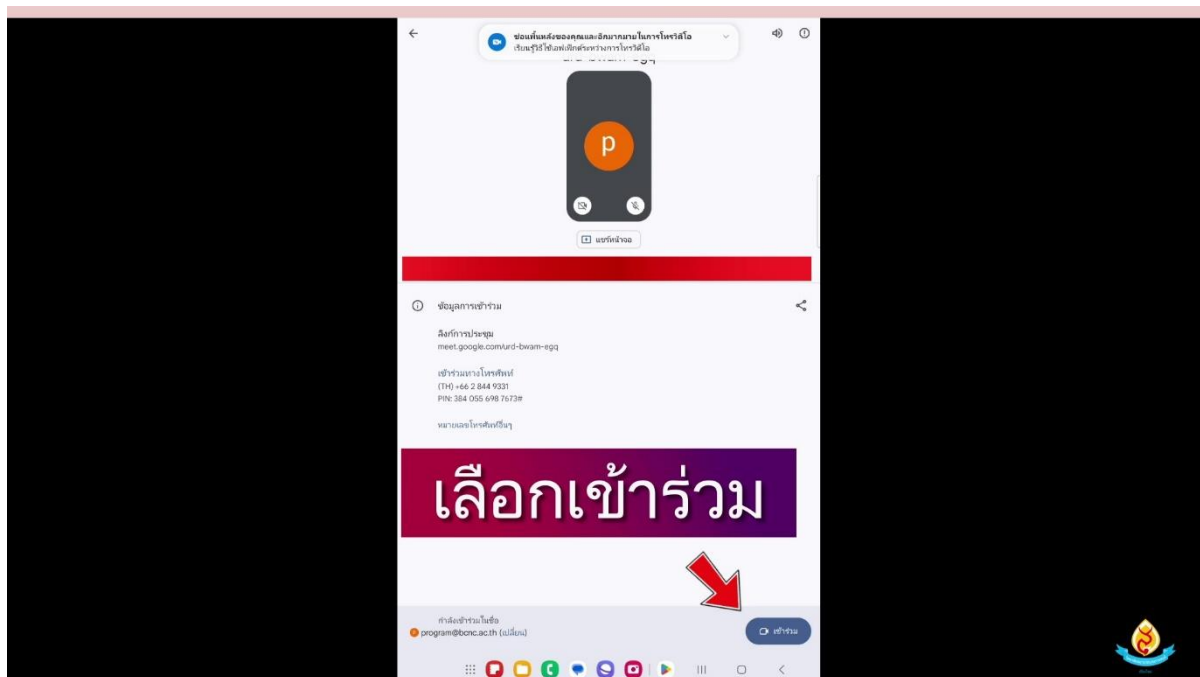 ซ่อนพื้นหลังของคุณและอีกมากมายในการโทรวิดีโอ
เรียนรู้วิธีใช้เอฟเฟ็กต์ระหว่างการโทรวิดีโอ
urd-bwam-egq
p
แชร์หน้าจอ
ข้อมูลการเข้าร่วม
ลิงก์การประชุม
meet.google.com/urd-bwam-egq
เข้าร่วมทางโทรศัพท์
(TH) +66 2 844 9331
PIN: 384 055 698 7673#
หมายเลขโทรศัพท์อื่นๆ
เลือกเข้าร่วม
กำลังเข้าร่วมในชื่อ
program@bcnc.ac.th (เปลี่ยน)
เข้าร่วม